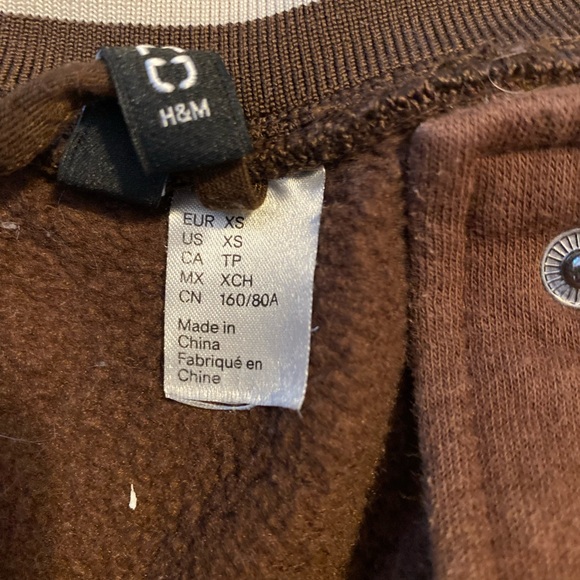 H&M
EUR XS
US XS
CA TP
MX XCH
CN 160/80A
Made in
China
Fabriqué en
Chine